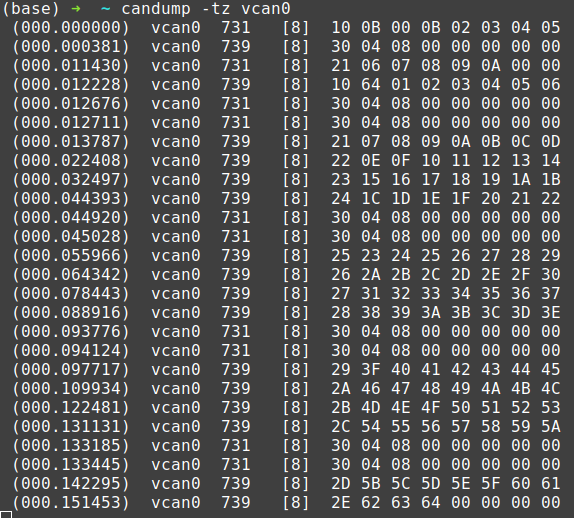 (base) ➜  ~ candump -tz vcan0
 (000.000000)  vcan0  731   [8]  10 0B 00 0B 02 03 04 05
 (000.000381)  vcan0  739   [8]  30 04 08 00 00 00 00 00
 (000.011430)  vcan0  731   [8]  21 06 07 08 09 0A 00 00
 (000.012228)  vcan0  739   [8]  10 64 01 02 03 04 05 06
 (000.012676)  vcan0  731   [8]  30 04 08 00 00 00 00 00
 (000.012711)  vcan0  731   [8]  30 04 08 00 00 00 00 00
 (000.013787)  vcan0  739   [8]  21 07 08 09 0A 0B 0C 0D
 (000.022408)  vcan0  739   [8]  22 0E 0F 10 11 12 13 14
 (000.032497)  vcan0  739   [8]  23 15 16 17 18 19 1A 1B
 (000.044393)  vcan0  739   [8]  24 1C 1D 1E 1F 20 21 22
 (000.044920)  vcan0  731   [8]  30 04 08 00 00 00 00 00
 (000.045028)  vcan0  731   [8]  30 04 08 00 00 00 00 00
 (000.055966)  vcan0  739   [8]  25 23 24 25 26 27 28 29
 (000.064342)  vcan0  739   [8]  26 2A 2B 2C 2D 2E 2F 30
 (000.078443)  vcan0  739   [8]  27 31 32 33 34 35 36 37
 (000.088916)  vcan0  739   [8]  28 38 39 3A 3B 3C 3D 3E
 (000.093776)  vcan0  731   [8]  30 04 08 00 00 00 00 00
 (000.094124)  vcan0  731   [8]  30 04 08 00 00 00 00 00
 (000.097717)  vcan0  739   [8]  29 3F 40 41 42 43 44 45
 (000.109934)  vcan0  739   [8]  2A 46 47 48 49 4A 4B 4C
 (000.122481)  vcan0  739   [8]  2B 4D 4E 4F 50 51 52 53
 (000.131131)  vcan0  739   [8]  2C 54 55 56 57 58 59 5A
 (000.133185)  vcan0  731   [8]  30 04 08 00 00 00 00 00
 (000.133445)  vcan0  731   [8]  30 04 08 00 00 00 00 00
 (000.142295)  vcan0  739   [8]  2D 5B 5C 5D 5E 5F 60 61
 (000.151453)  vcan0  739   [8]  2E 62 63 64 00 00 00 00